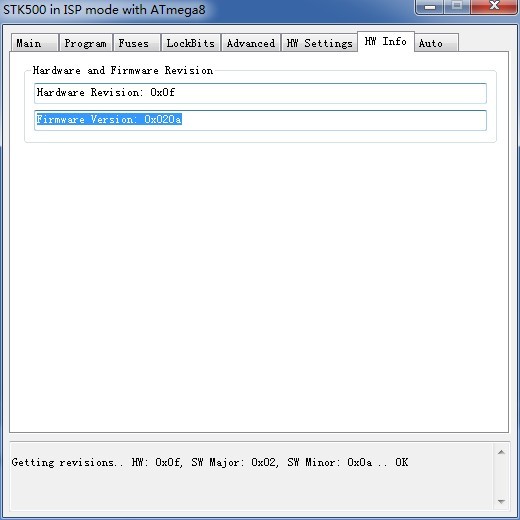 STK500 in ISP mode with ATmega8
Main Program Fuses LockBits Advanced HW Settings HW Info Auto
Hardware and Firmware Revision
Hardware Revision: 0x0f
Firmware Version: 0x020a
Getting revisions.. HW: 0x0f, SW Major: 0x02, SW Minor: 0x0a .. OK